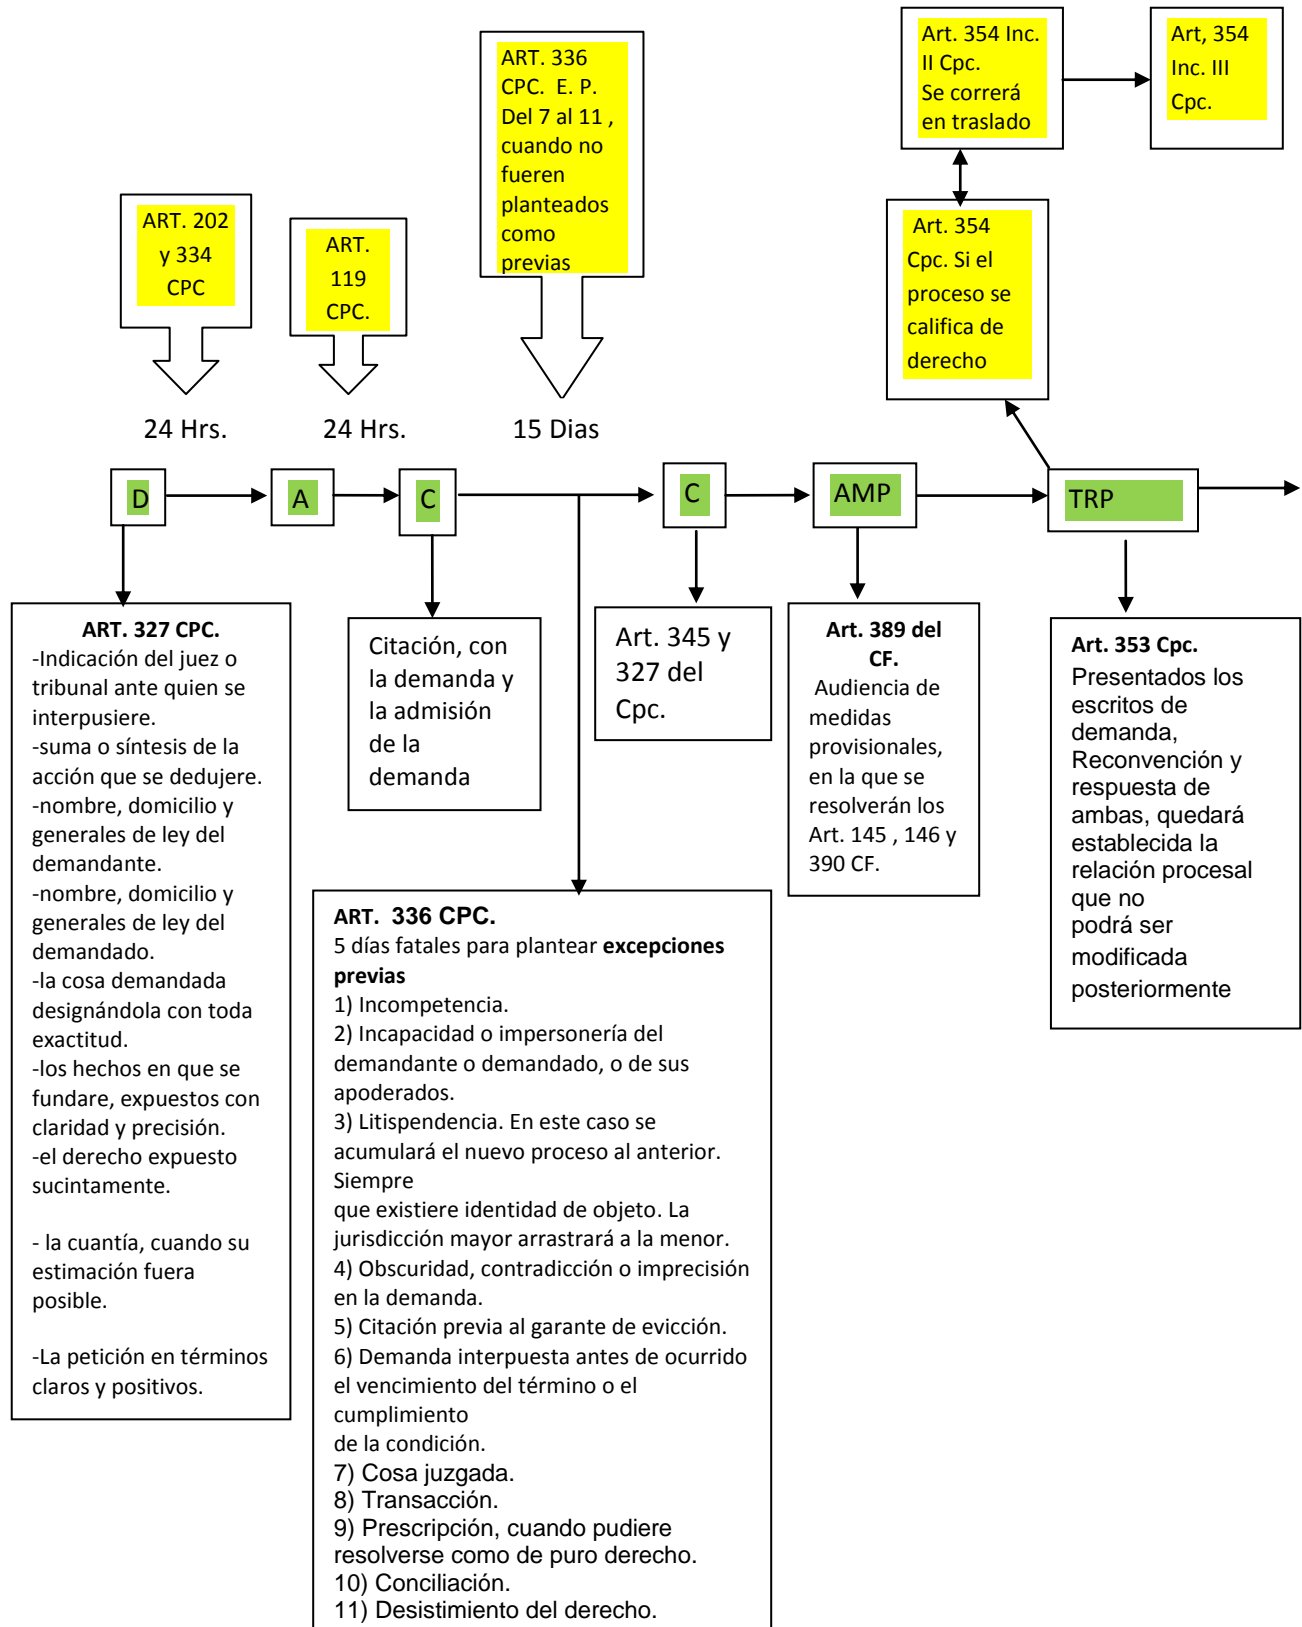 ART. 202
y 334
CPC
ART.
119
CPC.
ART. 336
CPC.  E. P.
Del 7 al 11 ,
cuando no
fueren
planteados
como
previas
Art. 354 Inc.
II Cpc.
Se correrá
en traslado
Art, 354
Inc. III
Cpc.
Art. 354
Cpc. Si el
proceso se
califica de
derecho
24 Hrs.
24 Hrs.
15 Dias
D
A
C
C
AMP
TRP
ART. 327 CPC.
-Indicación del juez o
tribunal ante quien se
interpusiere.
-suma o síntesis de la
acción que se dedujere.
-nombre, domicilio y
generales de ley del
demandante.
-nombre, domicilio y
generales de ley del
demandado.
-la cosa demandada
designándola con toda
exactitud.
-los hechos en que se
fundare, expuestos con
claridad y precisión.
-el derecho expuesto
sucintamente.
- la cuantía, cuando su
estimación fuera
posible.
-La petición en términos
claros y positivos.
Citación, con
la demanda y
la admisión
de la
demanda
ART.  336 CPC.
5 días fatales para plantear excepciones
previas
1) Incompetencia.
2) Incapacidad o impersonería del
demandante o demandado, o de sus
apoderados.
3) Litispendencia. En este caso se
acumulará el nuevo proceso al anterior.
Siempre
que existiere identidad de objeto. La
jurisdicción mayor arrastrará a la menor.
4) Obscuridad, contradicción o imprecisión
en la demanda.
5) Citación previa al garante de evicción.
6) Demanda interpuesta antes de ocurrido
el vencimiento del término o el
cumplimiento
de la condición.
7) Cosa juzgada.
8) Transacción.
9) Prescripción, cuando pudiere
resolverse como de puro derecho.
10) Conciliación.
11) Desistimiento del derecho.
Art. 345 y
327 del
Cpc.
Art. 389 del
CF.
Audiencia de
medidas
provisionales,
en la que se
resolverán los
Art. 145 , 146 y
390 CF.
Art. 353 Cpc.
Presentados los
escritos de
demanda,
Reconvención y
respuesta de
ambas, quedará
establecida la
relación procesal
que no
podrá ser
modificada
posteriormente